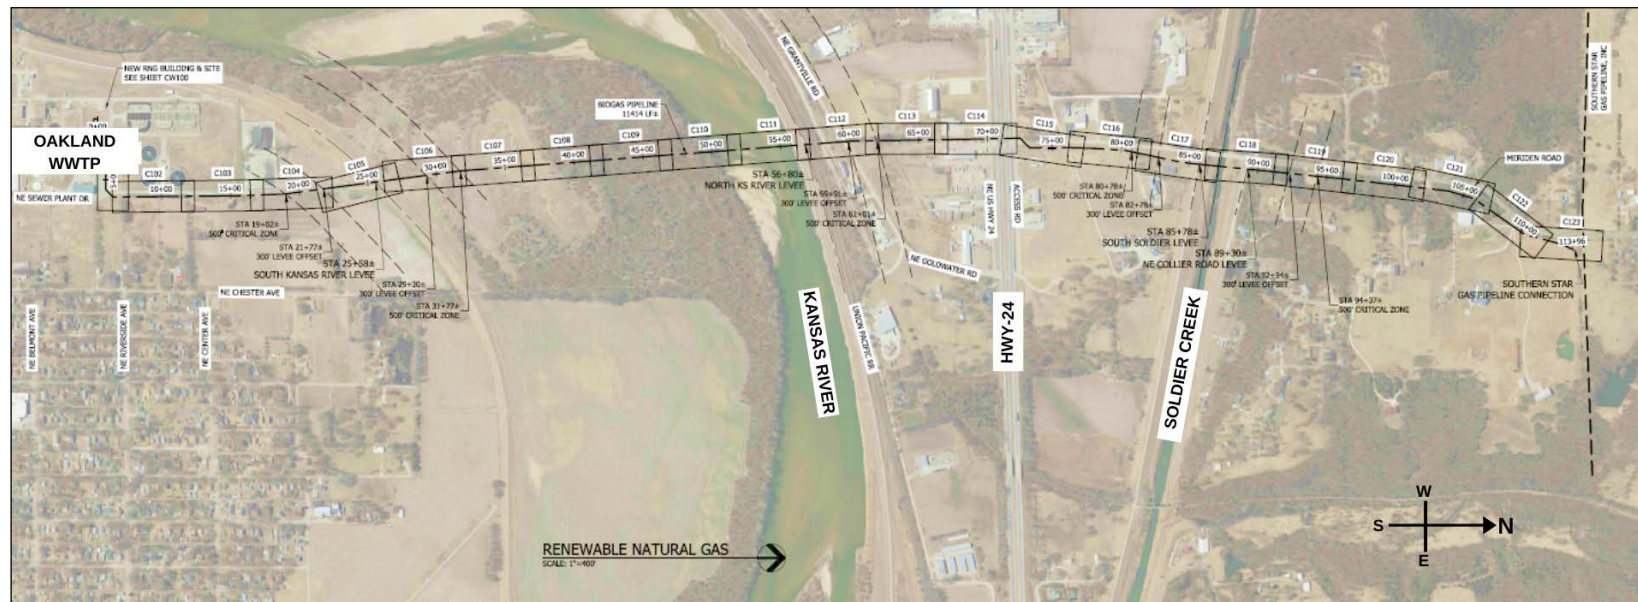 NEW RNG BUILDING & SITE
SEE SHEET CW100
OAKLAND
WWTP
NE SEWER PLANT DR
C102
10+00
C103
15+00
C104
20+00
C105
25+00
C106
30+00
C107
35+00
C108
40+00
C109
45+00
BIOGAS PIPELINE
11414 LF±
C110
50+00
C111
55+00
C112
60+00
C113
65+00
C114
70+00
C115
75+00
C116
80+00
C117
85+00
C118
90+00
C119
95+00
C120
100+00
C121
105+00
C122
110+00
C123
113+96
STA 19+02±
500' CRITICAL ZONE
STA 21+77±
300' LEVEE OFFSET
STA 25+58±
SOUTH KANSAS RIVER LEVEE
STA 29+30±
300' LEVEE OFFSET
STA 31+77±
500' CRITICAL ZONE
STA 56+80±
NORTH KS RIVER LEVEE
STA 59+91±
300' LEVEE OFFSET
STA 62+01±
500' CRITICAL ZONE
STA 80+78±
500' CRITICAL ZONE
STA 82+79±
300' LEVEE OFFSET
STA 85+78±
SOUTH SOLDIER LEVEE
STA 89+30±
NE COLLIER ROAD LEVEE
STA 92+34±
300' LEVEE OFFSET
STA 94+37±
500' CRITICAL ZONE
SOUTHERN STAR
GAS PIPELINE CONNECTION
MERIDEN ROAD
SOUTHERN STAR
GAS PIPELINE, INC
NE GRANTVILLE RD
NE GOLDWATER RD
UNION PACIFIC RR
NE US HWY 24
ACCESS RD
NE CHESTER AVE
NE BELMONT AVE
NE RIVERSIDE AVE
NE CENTER AVE
KANSAS RIVER
HWY-24
SOLDIER CREEK
RENEWABLE NATURAL GAS
SCALE: 1"=400'
W
S
N
E